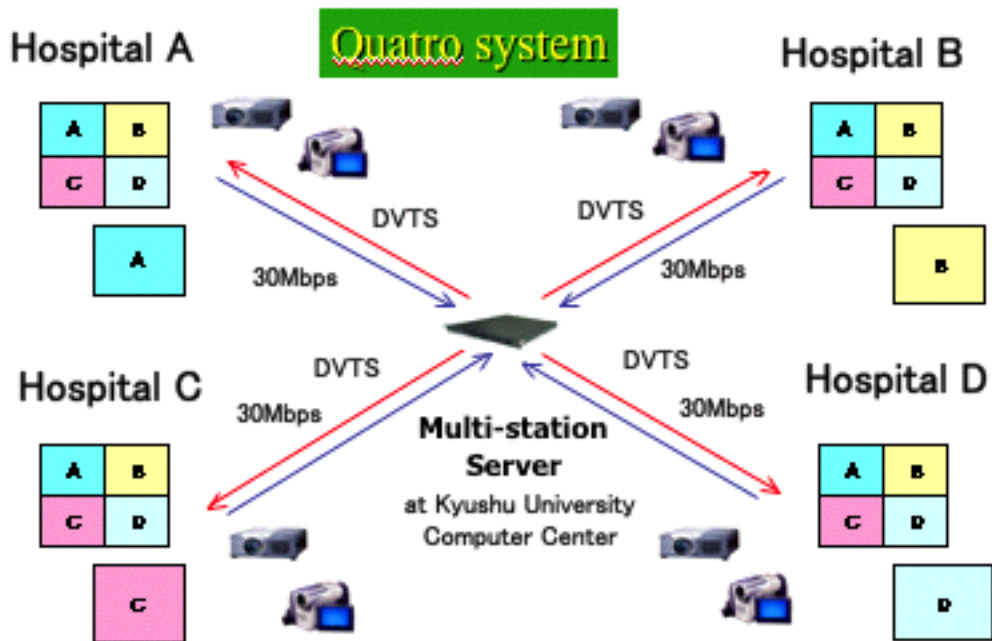 Quatro system
Hospital A
A B
C D
A
DVTS
30Mbps
Hospital B
A B
C D
B
DVTS
30Mbps
Hospital C
A B
C D
C
DVTS
30Mbps
Hospital D
A B
C D
D
DVTS
30Mbps
Multi-station
Server
at Kyushu University
Computer Center